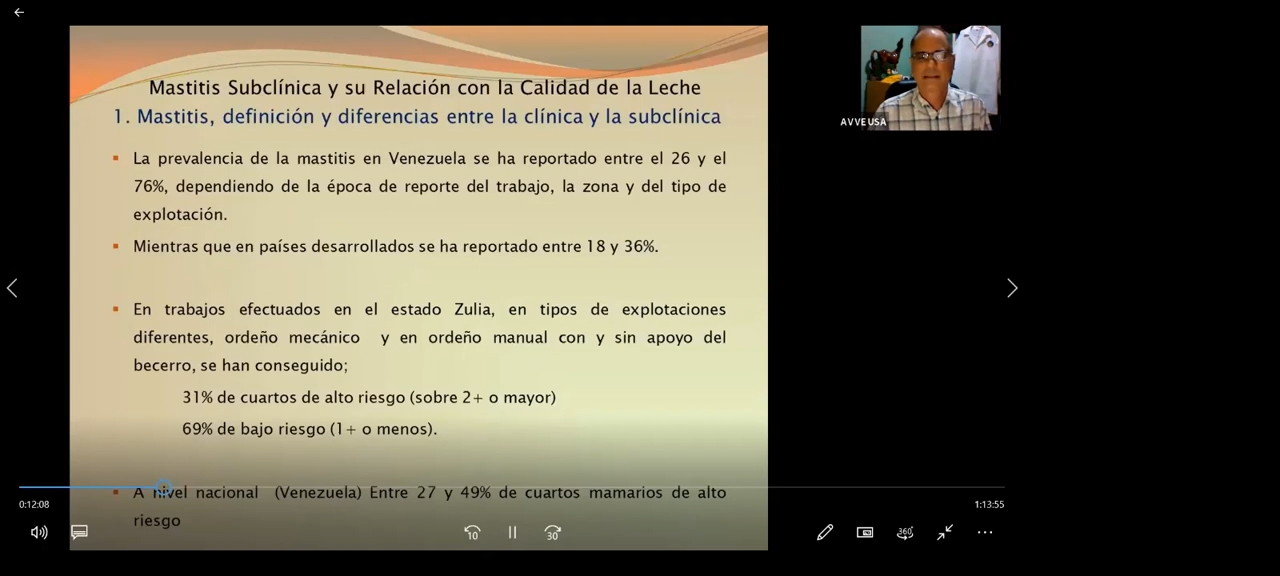 Mastitis Subclínica y su Relación con la Calidad de la Leche
1. Mastitis, definición y diferencias entre la clínica y la subclínica
▪ La prevalencia de la mastitis en Venezuela se ha reportado entre el 26 y el
76%, dependiendo de la época de reporte del trabajo, la zona y del tipo de
explotación.
▪ Mientras que en países desarrollados se ha reportado entre 18 y 36%.
▪ En trabajos efectuados en el estado Zulia, en tipos de explotaciones
diferentes, ordeño mecánico y en ordeño manual con y sin apoyo del
becerro, se han conseguido;
31% de cuartos de alto riesgo (sobre 2+ o mayor)
69% de bajo riesgo (1+ o menos).
▪ A nivel nacional (Venezuela) Entre 27 y 49% de cuartos mamarios de alto
riesgo
AVVEUSA
0:12:08
1:13:55
10
30
360°